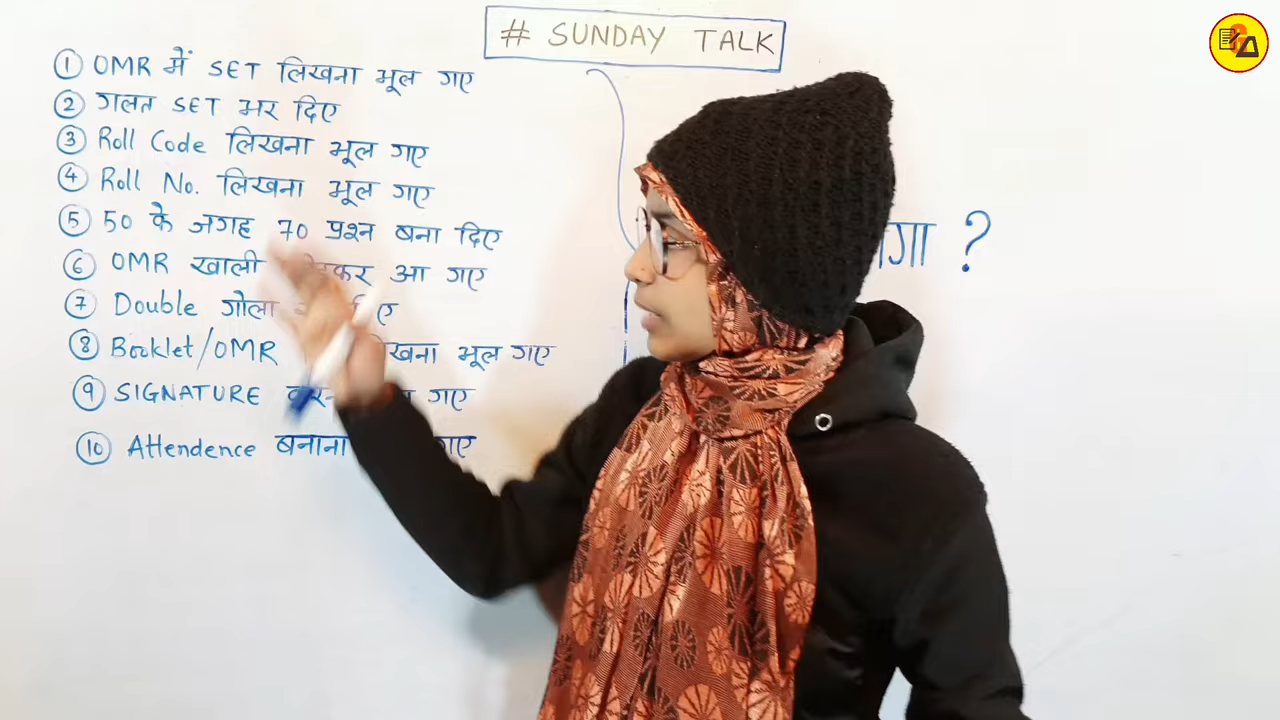 # SUNDAY TALK
① OMR में SET लिखना भूल गए
② गलत SET भर दिए
③ Roll Code लिखना भूल गए
④ Roll No. लिखना भूल गए
⑤ 50 के जगह 70 प्रश्न बना दिए
⑥ OMR खाली आ गए
⑦ Double गोला
⑧ Booklet/OMR भूल गए
⑨ SIGNATURE गए
⑩ Attendence बनाना गए
?